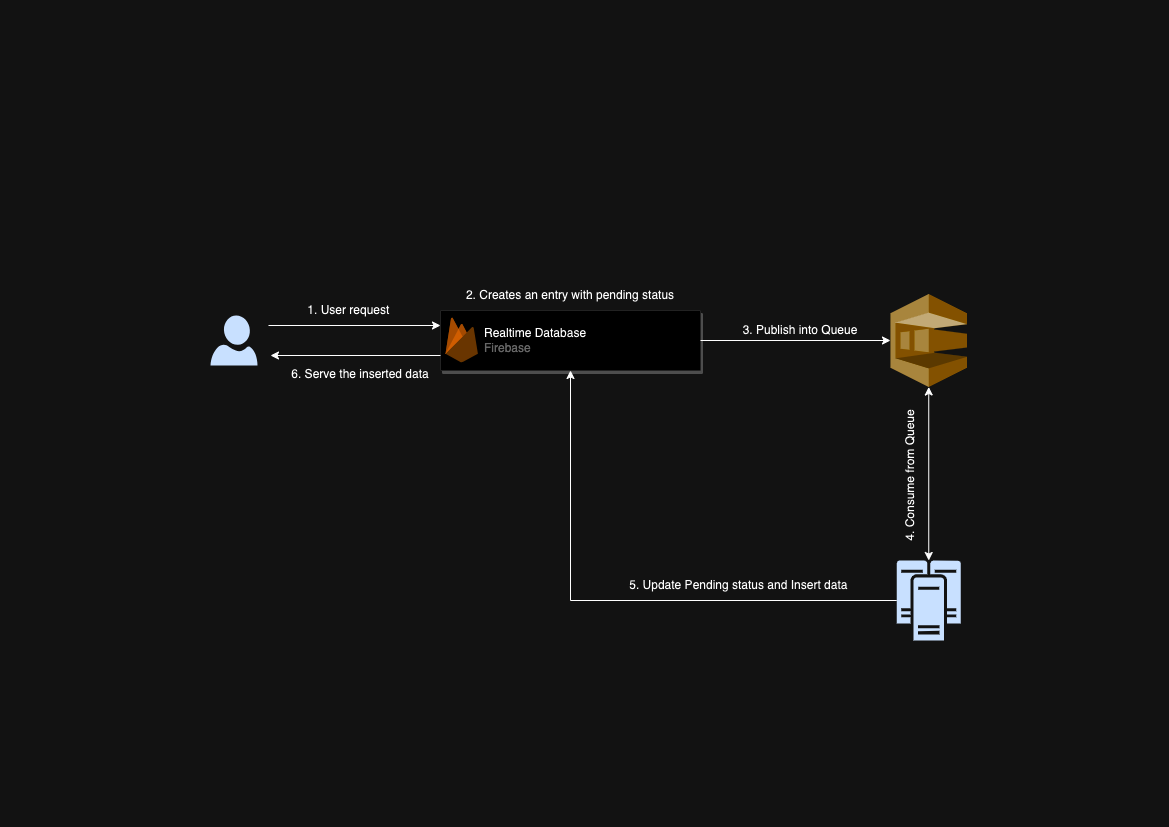 2. Creates an entry with pending status
1. User request
Realtime Database
Firebase
3. Publish into Queue
6. Serve the inserted data
4. Consume from Queue
5. Update Pending status and Insert data